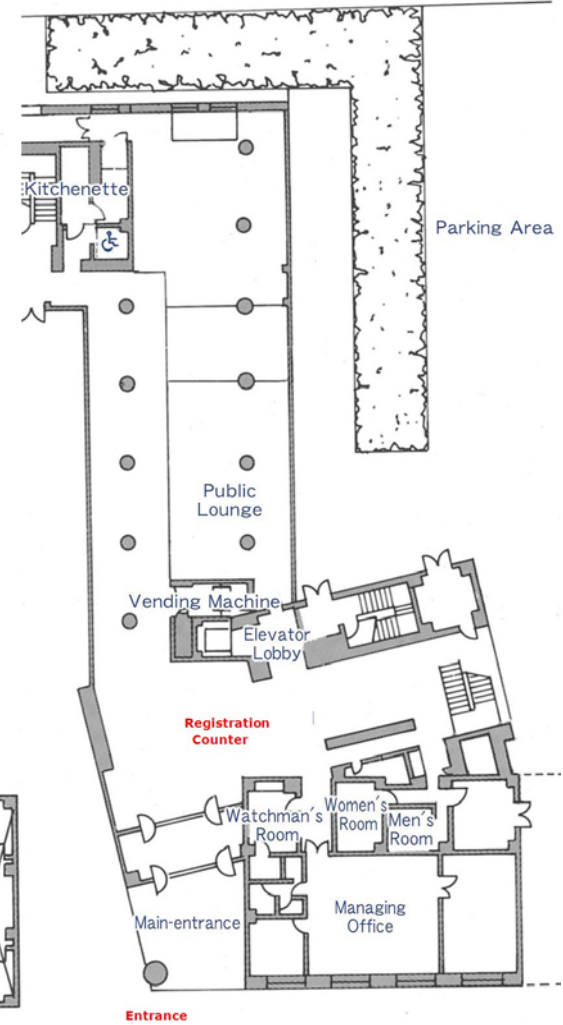 Kitchenette
Parking Area
Public
Lounge
Vending Machine
Elevator
Lobby
Registration
Counter
Watchman's
Room
Women's
Room
Men's
Room
Main-entrance
Managing
Office
Entrance